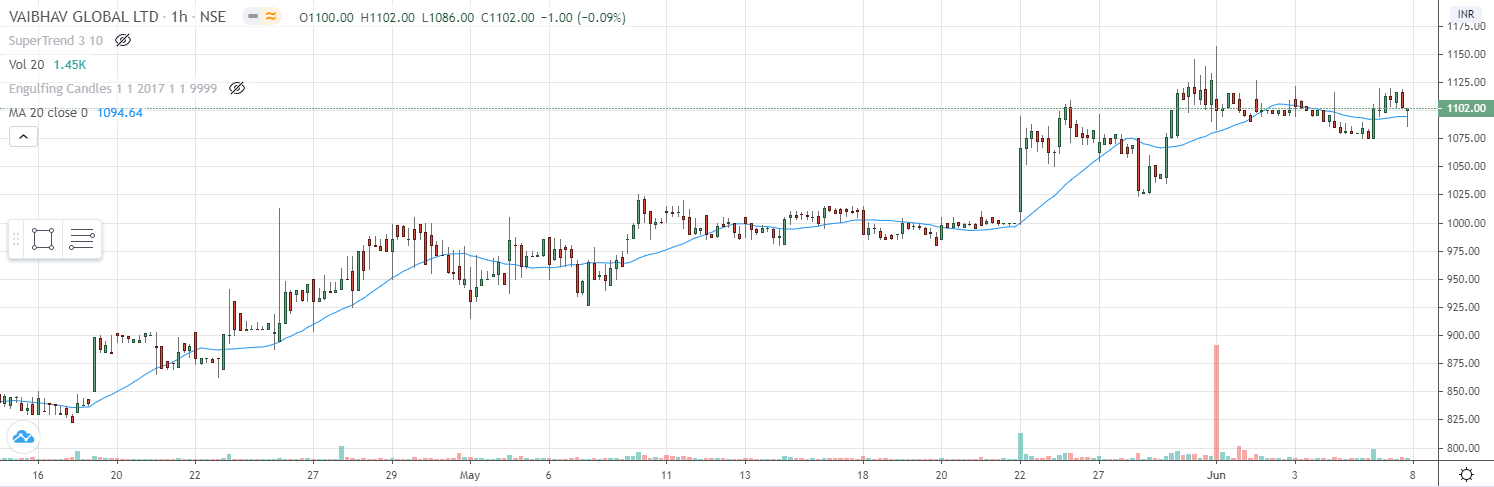 VAIBHAV GLOBAL LTD · 1h · NSE O1100.00 H1102.00 L1086.00 C1102.00 −1.00 (−0.09%)
SuperTrend 3 10
Vol 20 1.45K
Engulfing Candles 1 1 2017 1 1 9999
MA 20 close 0 1094.64
INR
1175.00
1150.00
1125.00
1102.00
1075.00
1050.00
1025.00
1000.00
975.00
950.00
925.00
900.00
875.00
850.00
825.00
800.00
16 20 22 27 29 May 6 11 13 18 20 22 27 Jun 3 8